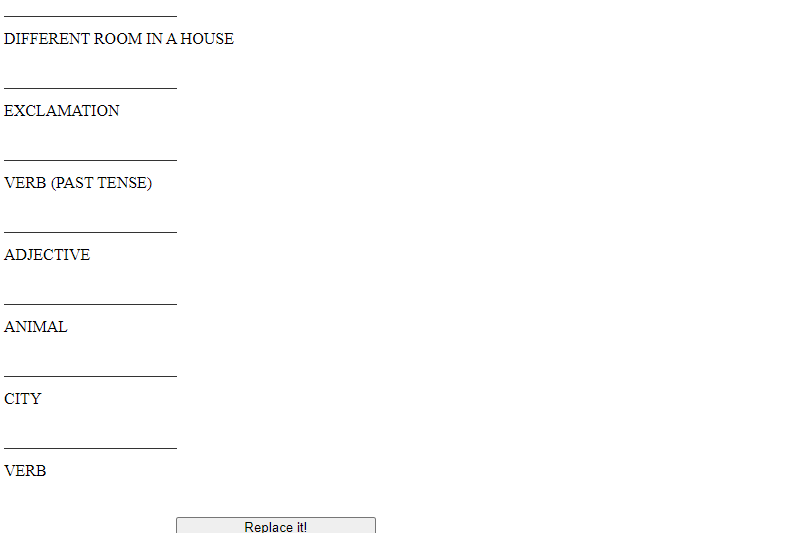 DIFFERENT ROOM IN A HOUSE
EXCLAMATION
VERB (PAST TENSE)
ADJECTIVE
ANIMAL
CITY
VERB
Replace it!